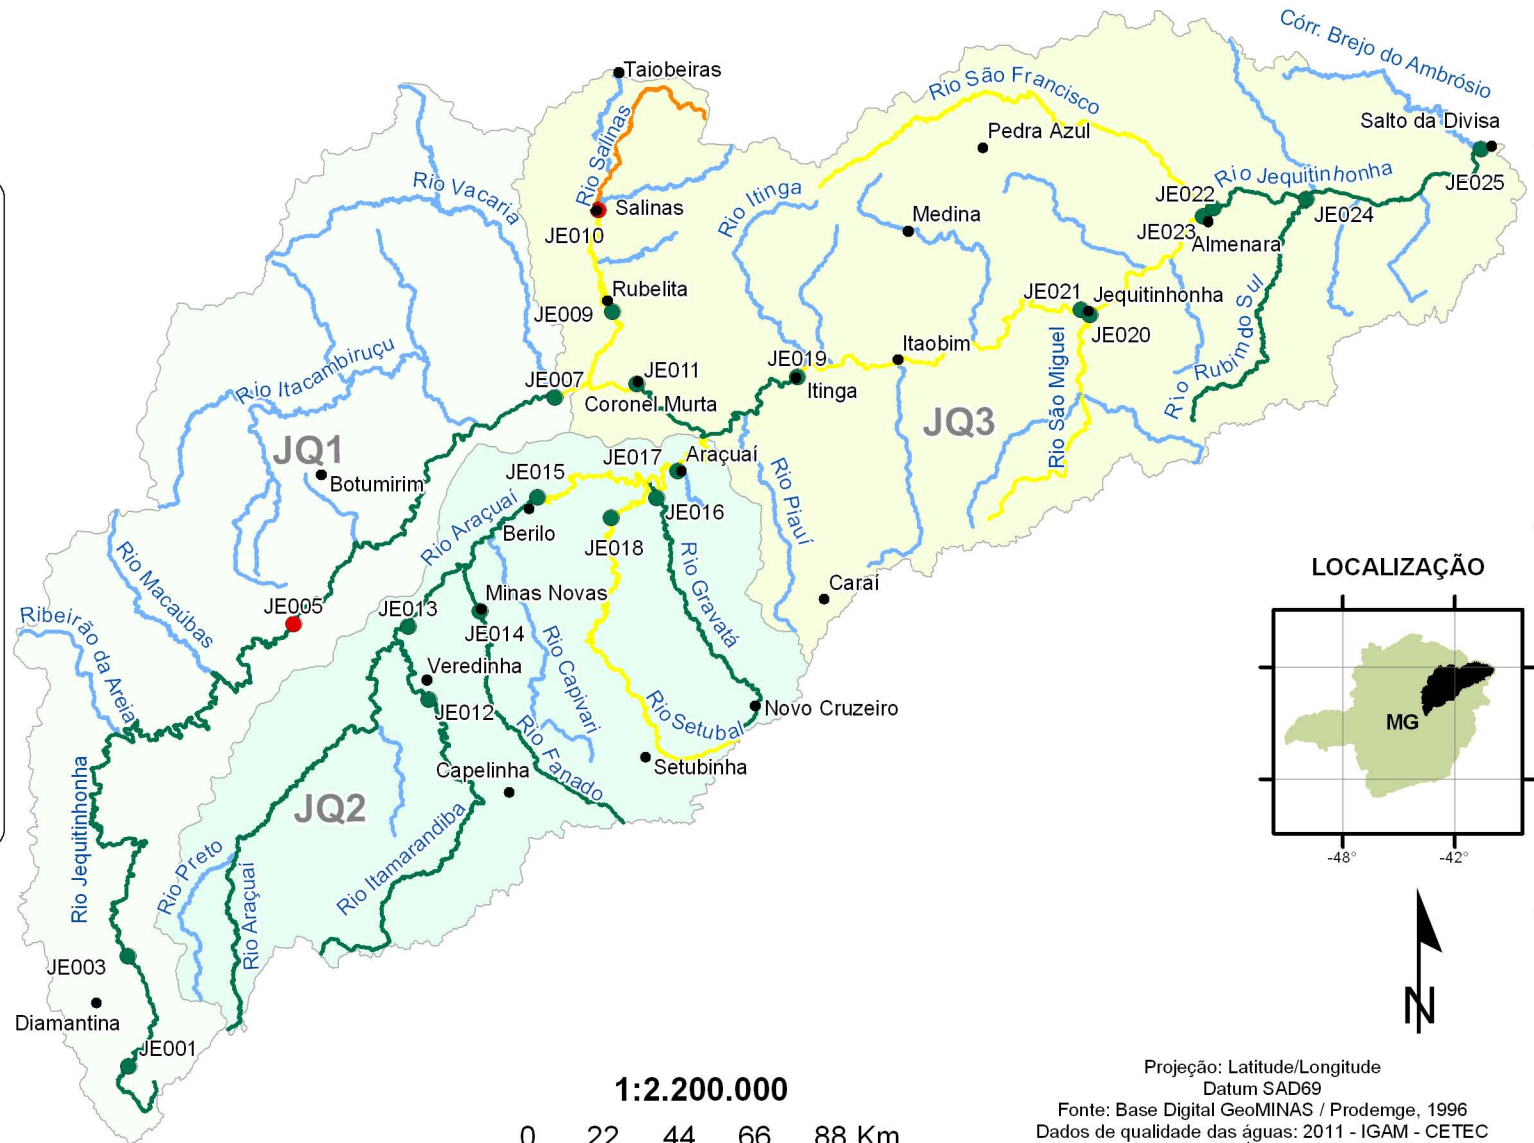 Córr. Brejo do Ambrósio
Taiobeiras
Rio São Francisco
Salto da Divisa
Pedra Azul
Rio Salinas
Rio Vacaria
Rio Itinga
Rio Jequitinhonha
JE025
JE022
JE024
Salinas
Medina
JE010
JE023
Almenara
Rubelita
JE009
JE021
Jequitinhonha
JE020
Rio Rubim do Sul
Itaobim
JE019
Itinga
Rio São Miguel
Rio Itacambiruçu
JE007
JE011
Coronel Murta
JQ3
JQ1
Botumirim
JE015
JE017
Araçuaí
Rio Piauí
Rio Araçuaí
Berilo
JE016
JE018
Rio Macaúbas
Rio Gravatá
LOCALIZAÇÃO
Caraí
Ribeirão da Areia
JE005
JE013
Minas Novas
JE014
Rio Capivari
Veredinha
JE012
Rio Setubal
Novo Cruzeiro
MG
Rio Fanado
Setubinha
Capelinha
Rio Jequitinhonha
JQ2
Rio Itamarandiba
Rio Preto
Rio Araçuai
-48°
-42°
JE003
Diamantina
N
JE001
1:2.200.000
0 22 44 66 88 Km
Projeção: Latitude/Longitude
Datum SAD69
Fonte: Base Digital GeoMINAS / Prodemge, 1996
Dados de qualidade das águas: 2011 - IGAM - CETEC